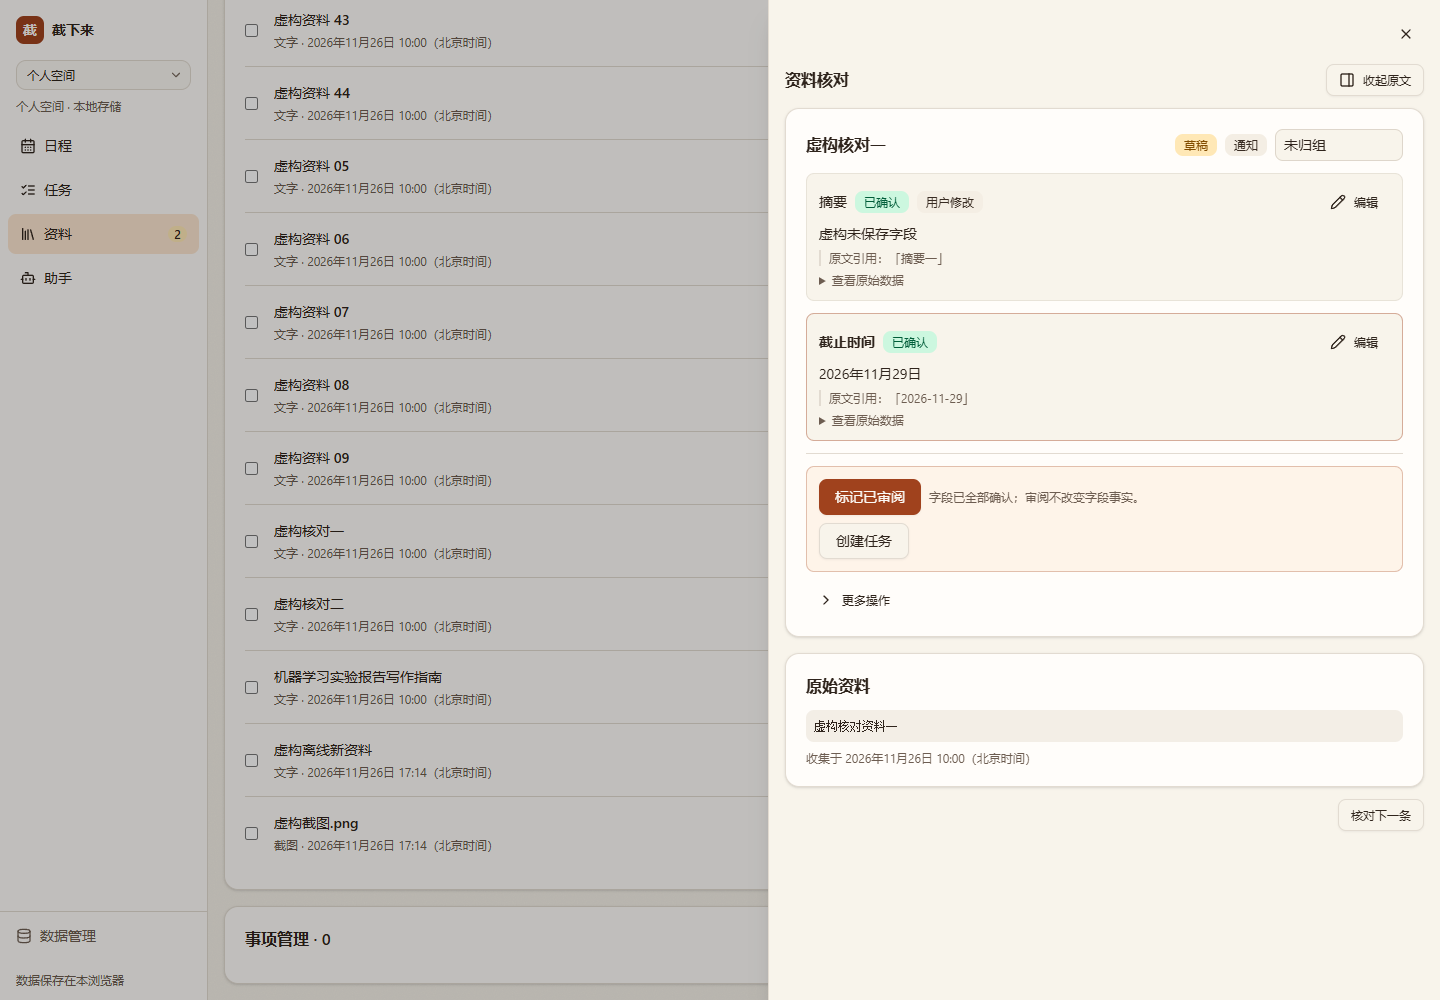 截 截下来
个人空间
个人空间 · 本地存储
日程
任务
资料 2
助手
数据管理
数据保存在本浏览器
虚构资料 43
文字 · 2026年11月26日 10:00（北京时间）
虚构资料 44
文字 · 2026年11月26日 10:00（北京时间）
虚构资料 05
文字 · 2026年11月26日 10:00（北京时间）
虚构资料 06
文字 · 2026年11月26日 10:00（北京时间）
虚构资料 07
文字 · 2026年11月26日 10:00（北京时间）
虚构资料 08
文字 · 2026年11月26日 10:00（北京时间）
虚构资料 09
文字 · 2026年11月26日 10:00（北京时间）
虚构核对一
文字 · 2026年11月26日 10:00（北京时间）
虚构核对二
文字 · 2026年11月26日 10:00（北京时间）
机器学习实验报告写作指南
文字 · 2026年11月26日 10:00（北京时间）
虚构离线新资料
文字 · 2026年11月26日 17:14（北京时间）
虚构截图.png
截图 · 2026年11月26日 17:14（北京时间）
事项管理 · 0
资料核对
收起原文
虚构核对一 草稿 通知 未归组
摘要 已确认 用户修改 编辑
虚构未保存字段
原文引用：「摘要一」
查看原始数据
截止时间 已确认 编辑
2026年11月29日
原文引用：「2026-11-29」
查看原始数据
标记已审阅 字段已全部确认；审阅不改变字段事实。
创建任务
更多操作
原始资料
虚构核对资料一
收集于 2026年11月26日 10:00（北京时间）
核对下一条